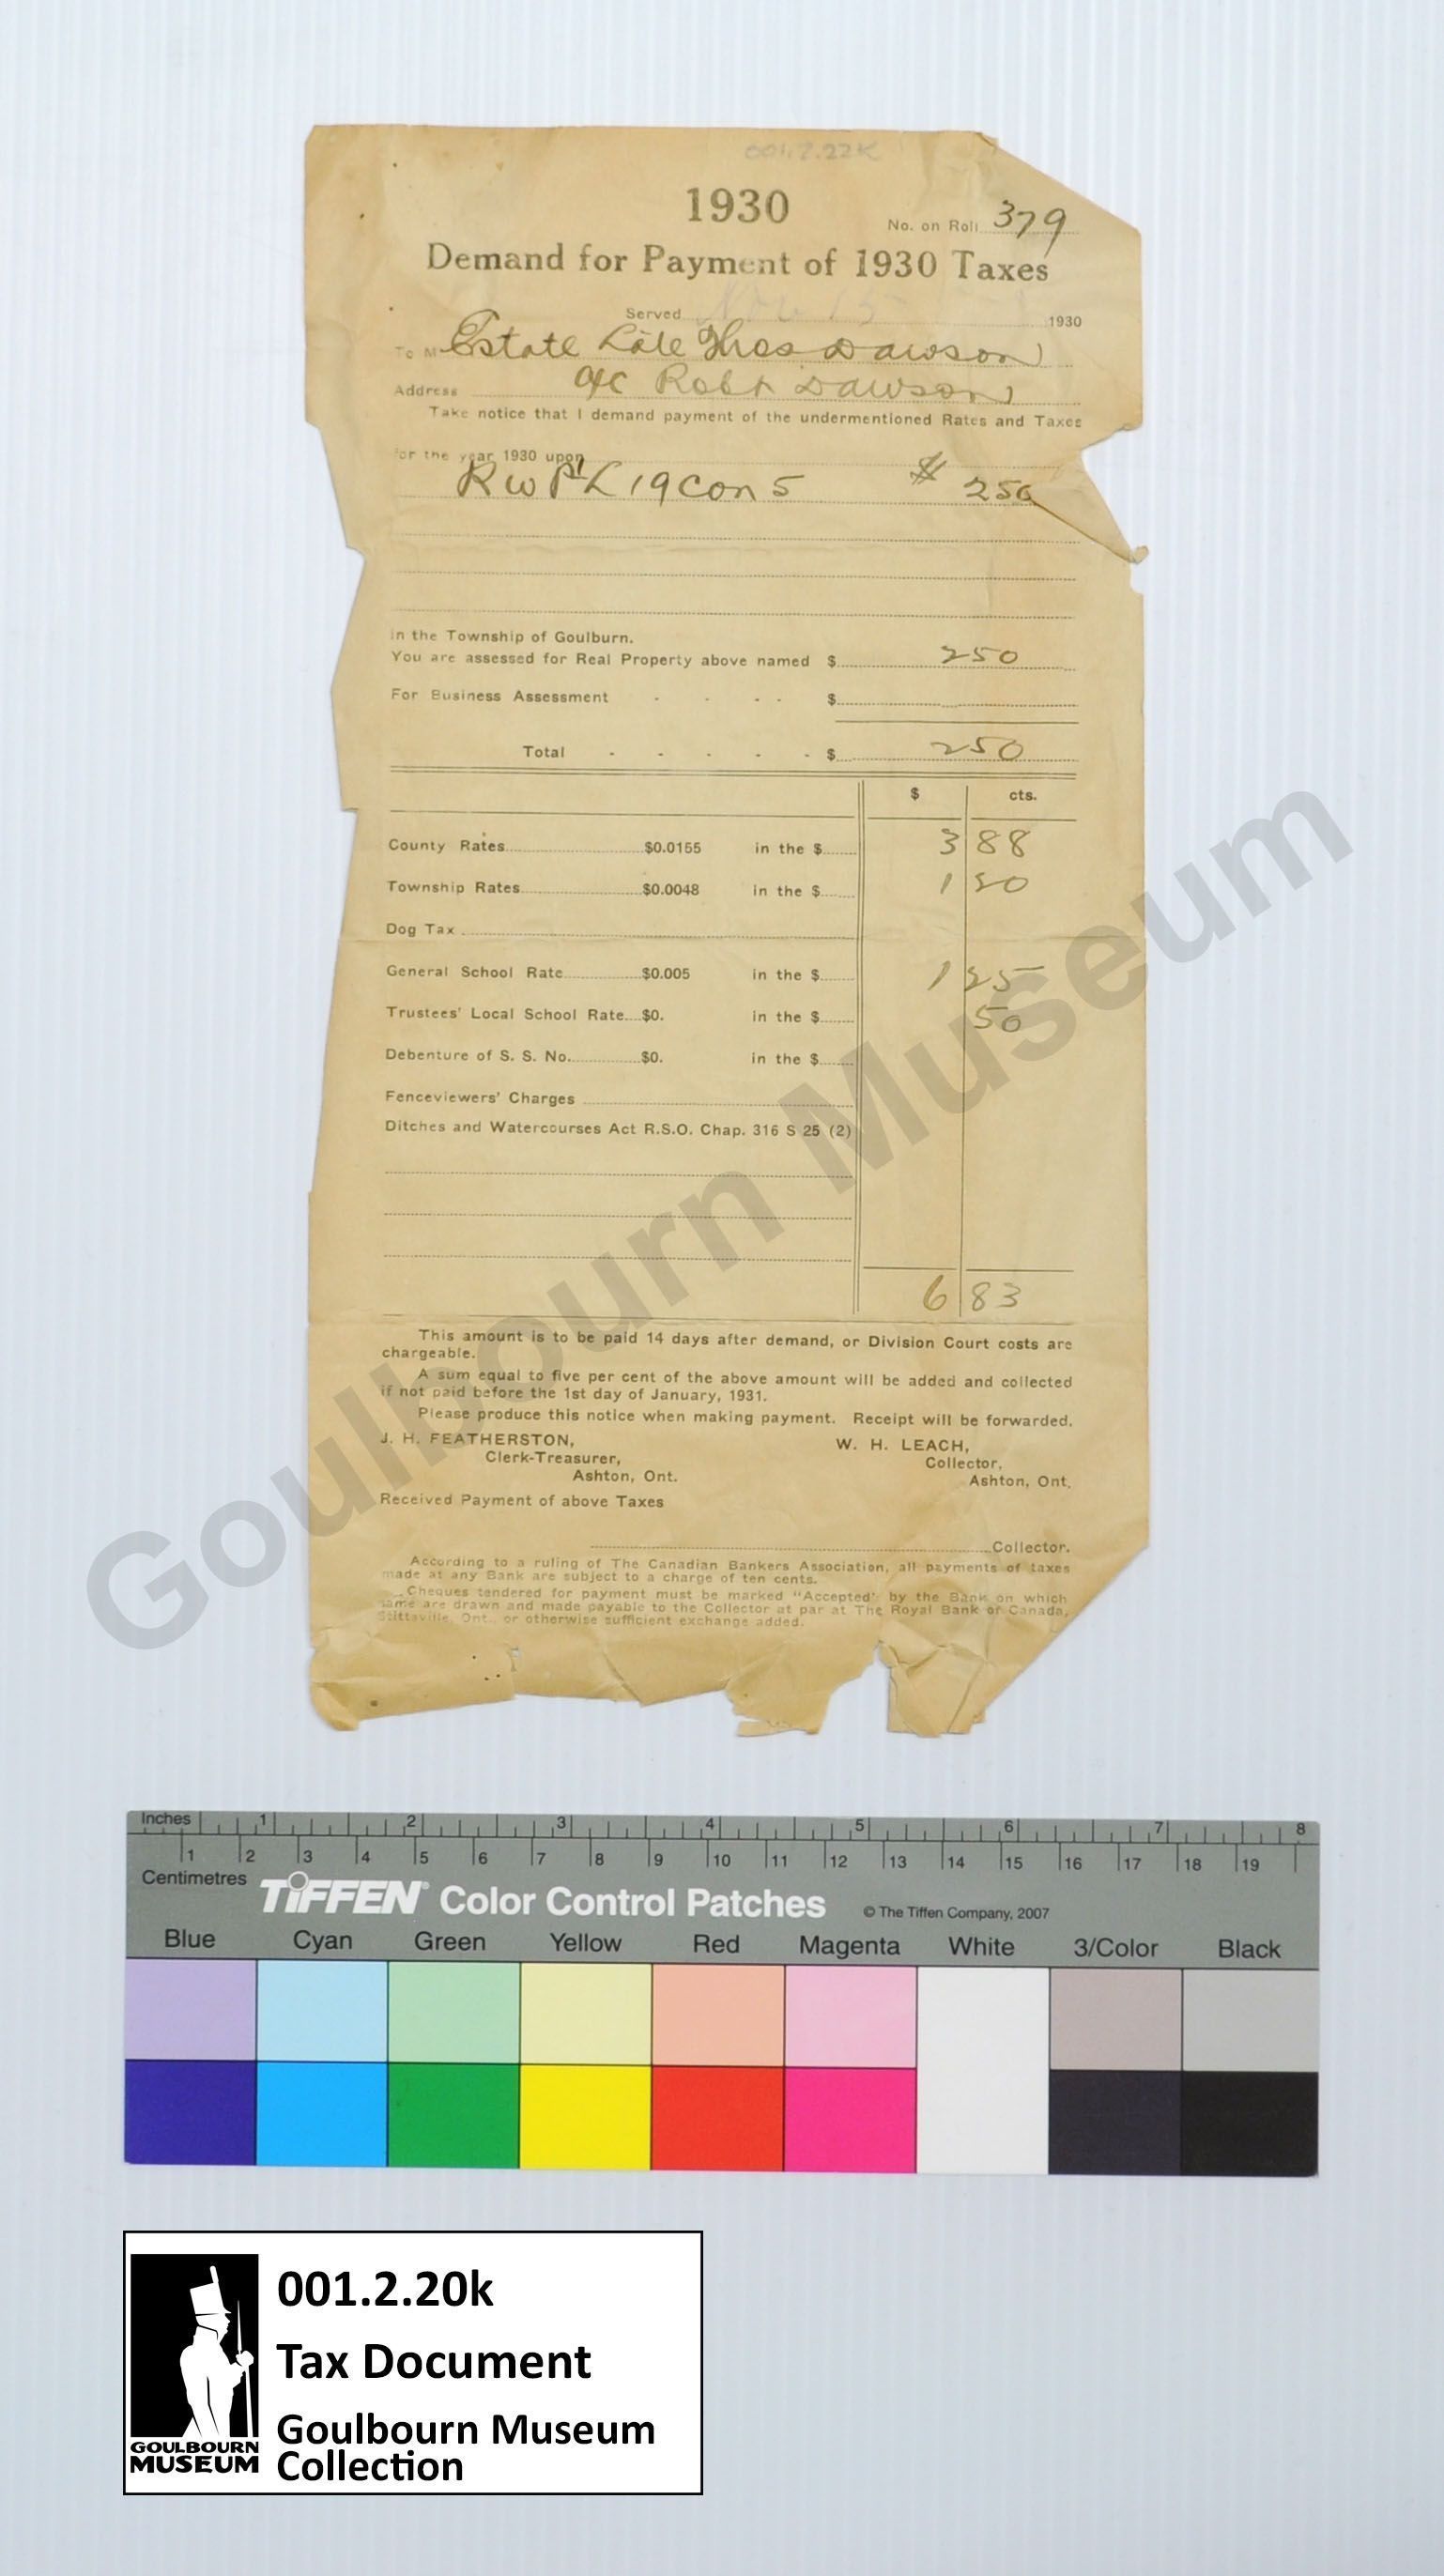 001.2.22K
1930
No. on Roll 379
Demand for Payment of 1930 Taxes
Served Nov 15 1930
To M Estate Late Thos Dawson
Address a/c Robt Dawson
Take notice that I demand payment of the undermentioned Rates and Taxes
for the year 1930 upon
R W Pt L 19 Con 5 $ 250
in the Township of Goulburn.
You are assessed for Real Property above named $ 250
For Business Assessment - - - - $
Total - - - - - $ 250
$ cts.
County Rates $0.0155 in the $ 3 88
Township Rates $0.0048 in the $ 1 20
Dog Tax
General School Rate $0.005 in the $ 1 25
Trustees' Local School Rate $0. in the $ 50
Debenture of S. S. No. $0. in the $
Fenceviewers' Charges
Ditches and Watercourses Act R.S.O. Chap. 316 S 25 (2)
6 83
This amount is to be paid 14 days after demand, or Division Court costs are
chargeable.
A sum equal to five per cent of the above amount will be added and collected
if not paid before the 1st day of January, 1931.
Please produce this notice when making payment. Receipt will be forwarded.
J. H. FEATHERSTON, W. H. LEACH,
Clerk-Treasurer, Collector,
Ashton, Ont. Ashton, Ont.
Received Payment of above Taxes
Collector.
According to a ruling of The Canadian Bankers Association, all payments of taxes
made at any Bank are subject to a charge of ten cents.
Cheques tendered for payment must be marked "Accepted" by the Bank on which
same are drawn and made payable to the Collector at par at The Royal Bank of Canada,
Stittsville, Ont., or otherwise sufficient exchange added.
Goulbourn Museum
Inches 1 2 3 4 5 6 7 8
1 2 3 4 5 6 7 8 9 10 11 12 13 14 15 16 17 18 19
Centimetres
TIFFEN® Color Control Patches © The Tiffen Company, 2007
Blue Cyan Green Yellow Red Magenta White 3/Color Black
001.2.20k
Tax Document
Goulbourn Museum
Collection
GOULBOURN
MUSEUM